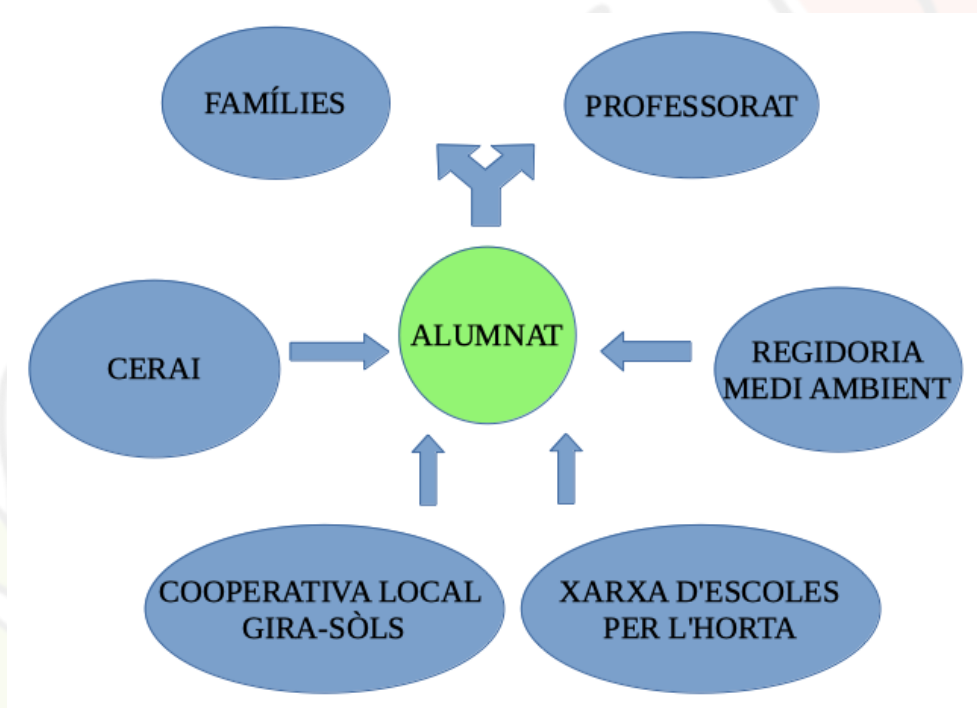 FAMÍLIES
PROFESSORAT
ALUMNAT
CERAI
REGIDORIA
MEDI AMBIENT
COOPERATIVA LOCAL
GIRA-SÒLS
XARXA D'ESCOLES
PER L'HORTA